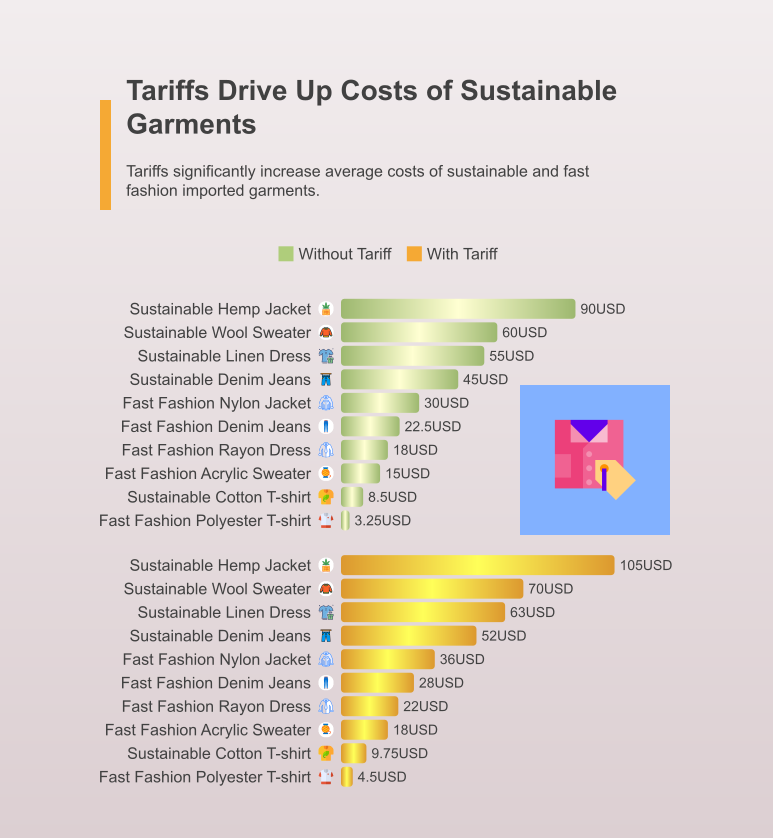 Tariffs Drive Up Costs of Sustainable
Garments
Tariffs significantly increase average costs of sustainable and fast
fashion imported garments.
Without Tariff With Tariff
Sustainable Hemp Jacket 90USD
Sustainable Wool Sweater 60USD
Sustainable Linen Dress 55USD
Sustainable Denim Jeans 45USD
Fast Fashion Nylon Jacket 30USD
Fast Fashion Denim Jeans 22.5USD
Fast Fashion Rayon Dress 18USD
Fast Fashion Acrylic Sweater 15USD
Sustainable Cotton T-shirt 8.5USD
Fast Fashion Polyester T-shirt 3.25USD
Sustainable Hemp Jacket 105USD
Sustainable Wool Sweater 70USD
Sustainable Linen Dress 63USD
Sustainable Denim Jeans 52USD
Fast Fashion Nylon Jacket 36USD
Fast Fashion Denim Jeans 28USD
Fast Fashion Rayon Dress 22USD
Fast Fashion Acrylic Sweater 18USD
Sustainable Cotton T-shirt 9.75USD
Fast Fashion Polyester T-shirt 4.5USD